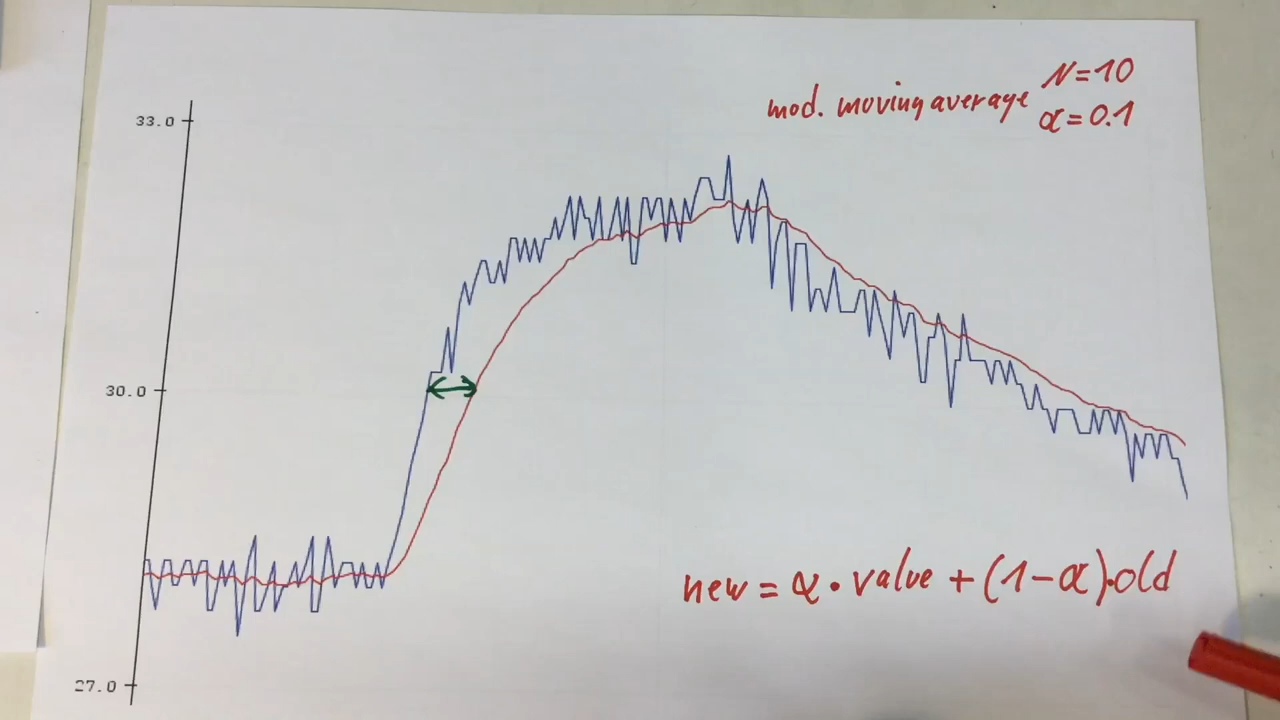 N=10
mod. moving average
α=0.1
33.0
30.0
new = α · value + (1-α)·old
27.0